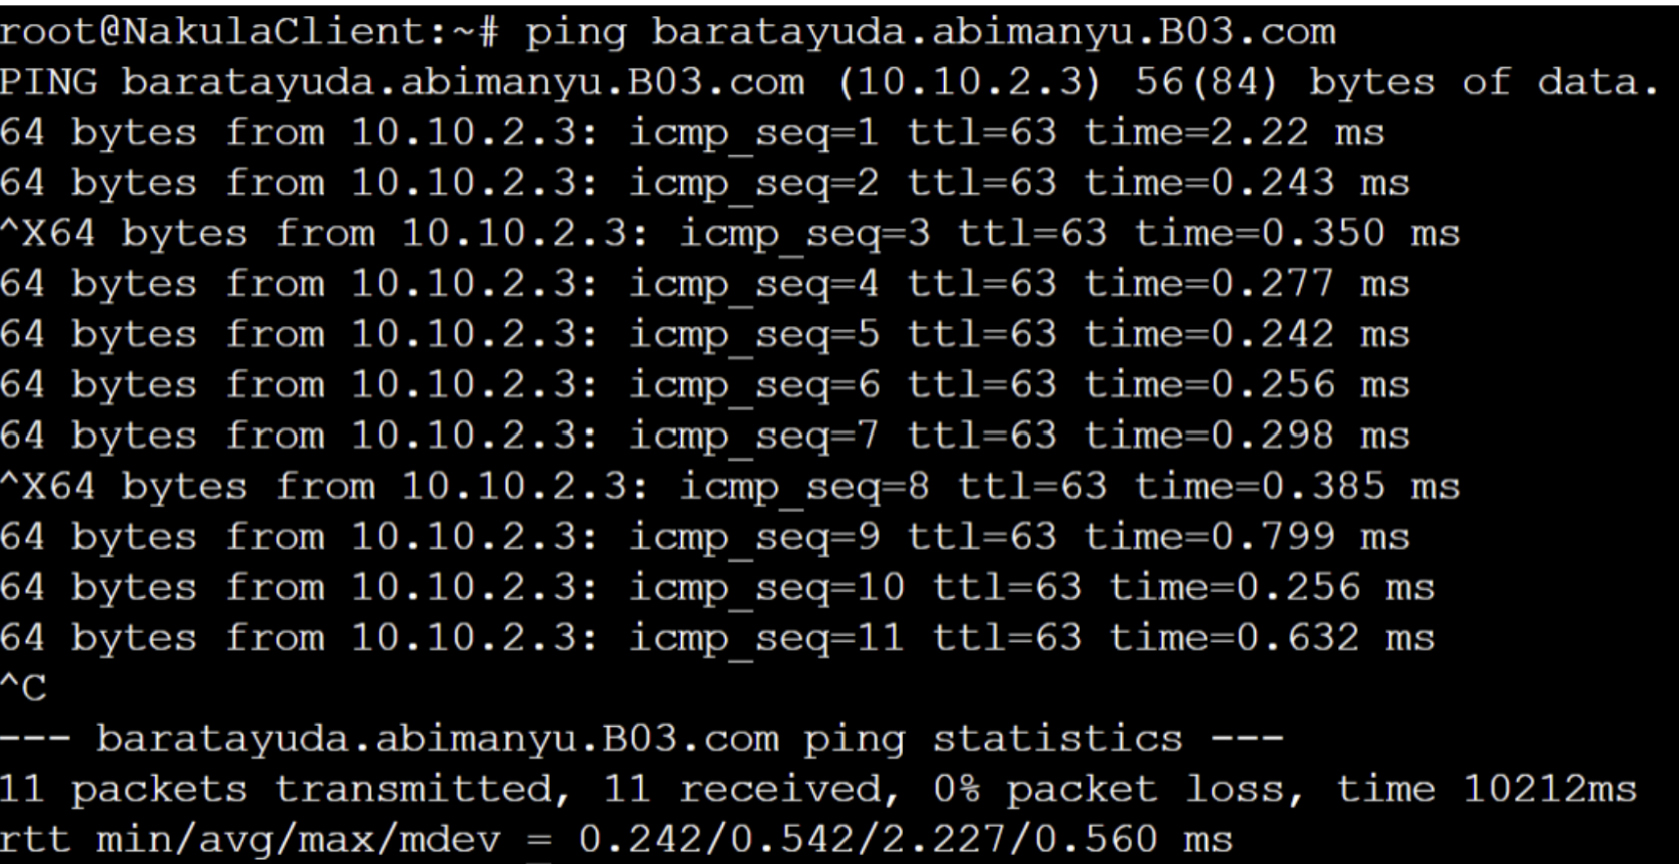 root@NakulaClient:~# ping baratayuda.abimanyu.B03.com
PING baratayuda.abimanyu.B03.com (10.10.2.3) 56(84) bytes of data.
64 bytes from 10.10.2.3: icmp_seq=1 ttl=63 time=2.22 ms
64 bytes from 10.10.2.3: icmp_seq=2 ttl=63 time=0.243 ms
^X64 bytes from 10.10.2.3: icmp_seq=3 ttl=63 time=0.350 ms
64 bytes from 10.10.2.3: icmp_seq=4 ttl=63 time=0.277 ms
64 bytes from 10.10.2.3: icmp_seq=5 ttl=63 time=0.242 ms
64 bytes from 10.10.2.3: icmp_seq=6 ttl=63 time=0.256 ms
64 bytes from 10.10.2.3: icmp_seq=7 ttl=63 time=0.298 ms
^X64 bytes from 10.10.2.3: icmp_seq=8 ttl=63 time=0.385 ms
64 bytes from 10.10.2.3: icmp_seq=9 ttl=63 time=0.799 ms
64 bytes from 10.10.2.3: icmp_seq=10 ttl=63 time=0.256 ms
64 bytes from 10.10.2.3: icmp_seq=11 ttl=63 time=0.632 ms
^C
--- baratayuda.abimanyu.B03.com ping statistics ---
11 packets transmitted, 11 received, 0% packet loss, time 10212ms
rtt min/avg/max/mdev = 0.242/0.542/2.227/0.560 ms